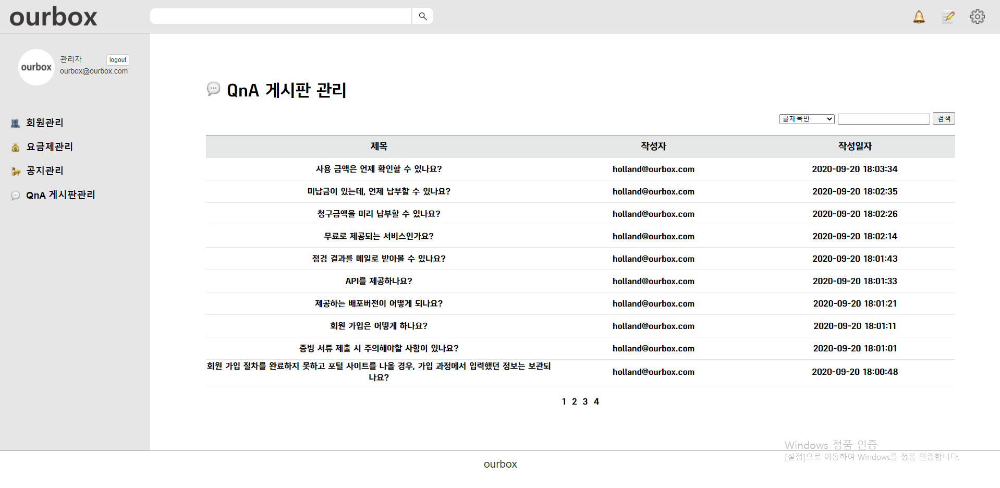 ourbox
ourbox
관리자
logout
ourbox@ourbox.com
회원관리
요금제관리
공지관리
QnA 게시판관리
QnA 게시판 관리
글제목만 검색
제목 작성자 작성일자
사용 금액은 언제 확인할 수 있나요? holland@ourbox.com 2020-09-20 18:03:34
미납금이 있는데, 언제 납부할 수 있나요? holland@ourbox.com 2020-09-20 18:02:35
청구금액을 미리 납부할 수 있나요? holland@ourbox.com 2020-09-20 18:02:26
무료로 제공되는 서비스인가요? holland@ourbox.com 2020-09-20 18:02:14
점검 결과를 메일로 받아볼 수 있나요? holland@ourbox.com 2020-09-20 18:01:43
API를 제공하나요? holland@ourbox.com 2020-09-20 18:01:33
제공하는 배포버전이 어떻게 되나요? holland@ourbox.com 2020-09-20 18:01:21
회원 가입은 어떻게 하나요? holland@ourbox.com 2020-09-20 18:01:11
증빙 서류 제출 시 주의해야할 사항이 있나요? holland@ourbox.com 2020-09-20 18:01:01
회원 가입 절차를 완료하지 못하고 포털 사이트를 나올 경우, 가입 과정에서 입력했던 정보는 보관되
나요? holland@ourbox.com 2020-09-20 18:00:48
1 2 3 4
Windows 정품 인증
[설정]으로 이동하여 Windows를 정품 인증합니다.
ourbox